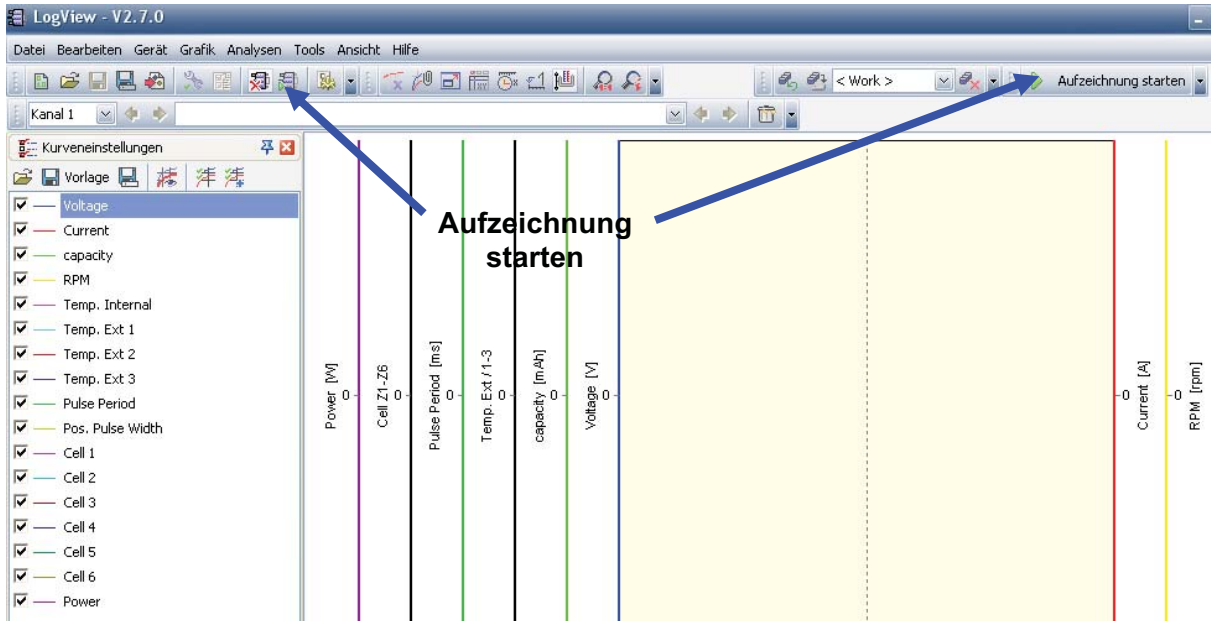 LogView - V2.7.0
Datei Bearbeiten Gerät Grafik Analysen Tools Ansicht Hilfe
< Work > Aufzeichnung starten
Kanal 1
Kurveneinstellungen
Vorlage
Voltage
Current
capacity
RPM
Temp. Internal
Temp. Ext 1
Temp. Ext 2
Temp. Ext 3
Pulse Period
Pos. Pulse Width
Cell 1
Cell 2
Cell 3
Cell 4
Cell 5
Cell 6
Power
Aufzeichnung
starten
Power [W]
0
Cell Z1-Z6
0
Pulse Period [ms]
0
Temp. Ext / 1-3
0
capacity [mAh]
0
Voltage [V]
0
0
Current [A]
0
RPM [rpm]